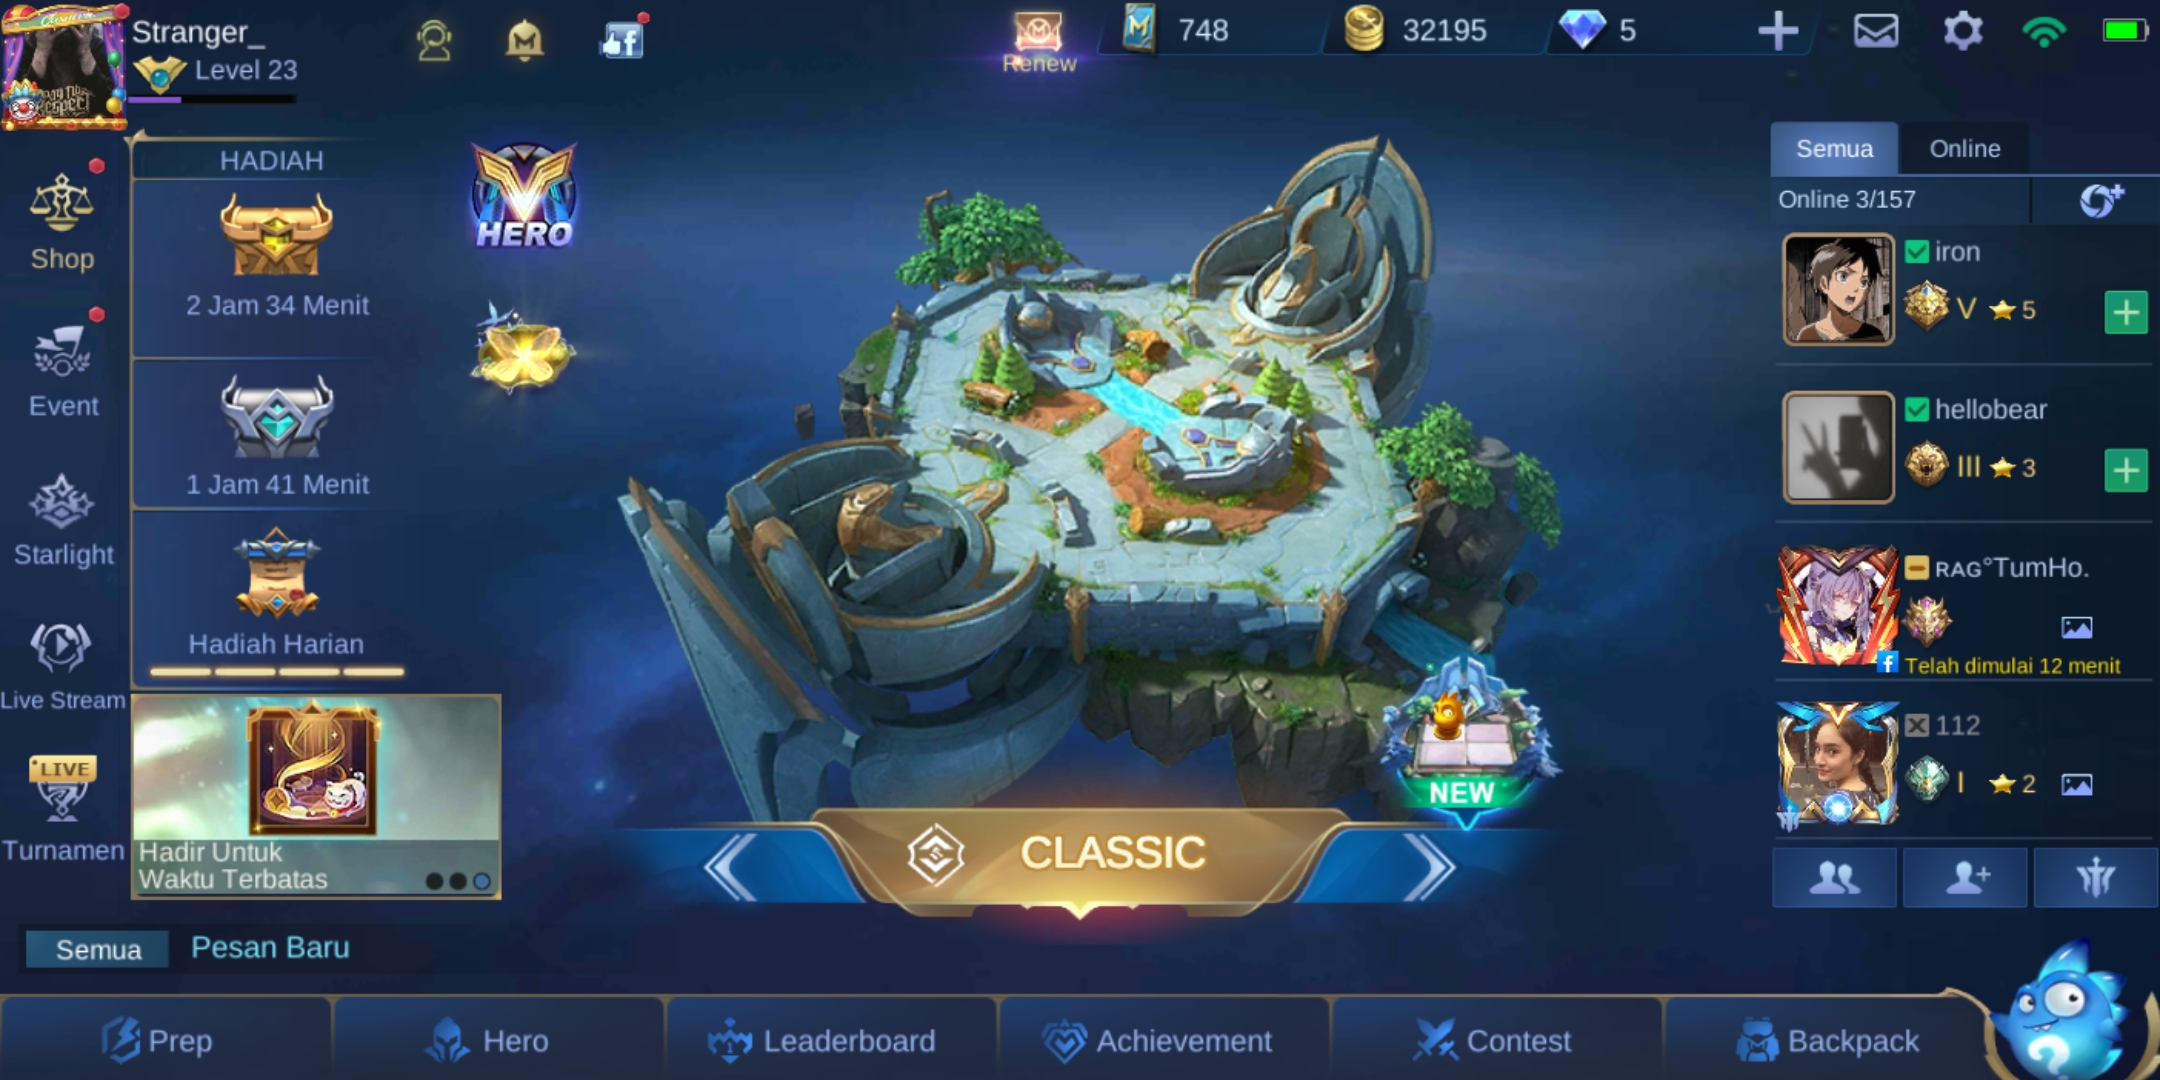 Stranger_
Level 23
Renew
748
32195
5
Shop
Event
Starlight
Live Stream
LIVE
Turnamen
HADIAH
2 Jam 34 Menit
1 Jam 41 Menit
Hadiah Harian
HERO
Hadir Untuk
Waktu Terbatas
CLASSIC
NEW
Semua
Online
Online 3/157
iron
V 5
hellobear
III 3
RAG°TumHo.
Telah dimulai 12 menit
112
I 2
Semua
Pesan Baru
Prep
Hero
Leaderboard
Achievement
Contest
Backpack